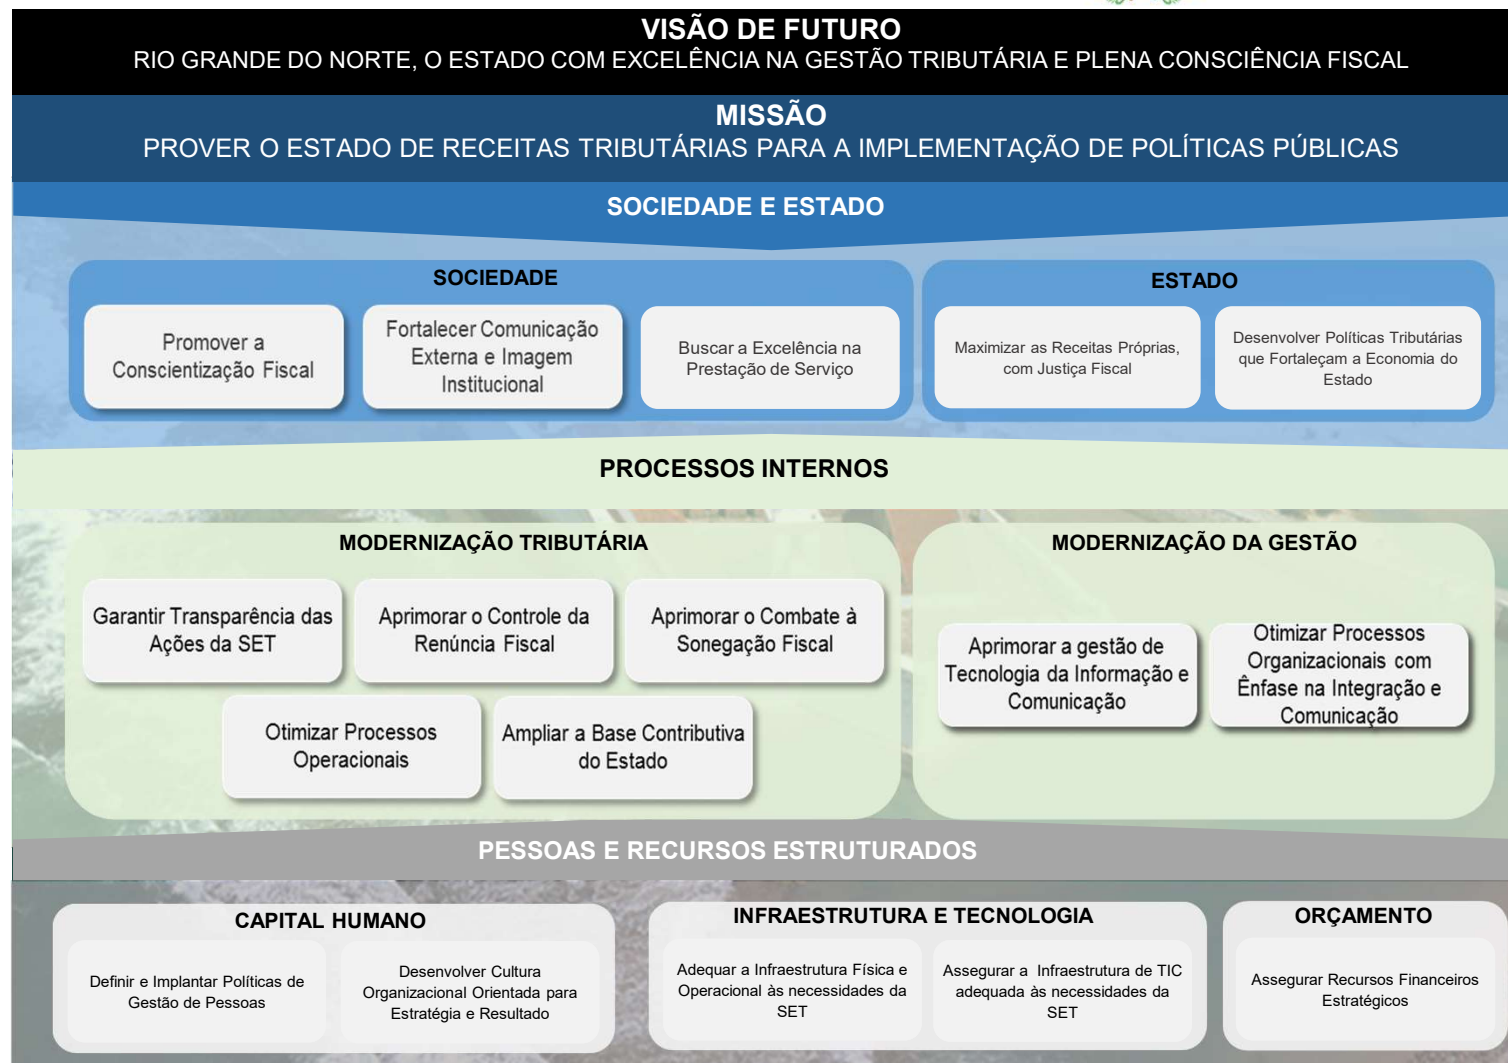 VISÃO DE FUTURO
RIO GRANDE DO NORTE, O ESTADO COM EXCELÊNCIA NA GESTÃO TRIBUTÁRIA E PLENA CONSCIÊNCIA FISCAL
MISSÃO
PROVER O ESTADO DE RECEITAS TRIBUTÁRIAS PARA A IMPLEMENTAÇÃO DE POLÍTICAS PÚBLICAS
SOCIEDADE E ESTADO
SOCIEDADE
Promover a
Conscientização Fiscal
Fortalecer Comunicação
Externa e Imagem
Institucional
Buscar a Excelência na
Prestação de Serviço
ESTADO
Maximizar as Receitas Próprias,
com Justiça Fiscal
Desenvolver Políticas Tributárias
que Fortaleçam a Economia do
Estado
PROCESSOS INTERNOS
MODERNIZAÇÃO TRIBUTÁRIA
Garantir Transparência das
Ações da SET
Aprimorar o Controle da
Renúncia Fiscal
Aprimorar o Combate à
Sonegação Fiscal
Otimizar Processos
Operacionais
Ampliar a Base Contributiva
do Estado
MODERNIZAÇÃO DA GESTÃO
Aprimorar a gestão de
Tecnologia da Informação e
Comunicação
Otimizar Processos
Organizacionais com
Ênfase na Integração e
Comunicação
PESSOAS E RECURSOS ESTRUTURADOS
CAPITAL HUMANO
Definir e Implantar Políticas de
Gestão de Pessoas
Desenvolver Cultura
Organizacional Orientada para
Estratégia e Resultado
INFRAESTRUTURA E TECNOLOGIA
Adequar a Infraestrutura Física e
Operacional às necessidades da
SET
Assegurar a Infraestrutura de TIC
adequada às necessidades da
SET
ORÇAMENTO
Assegurar Recursos Financeiros
Estratégicos